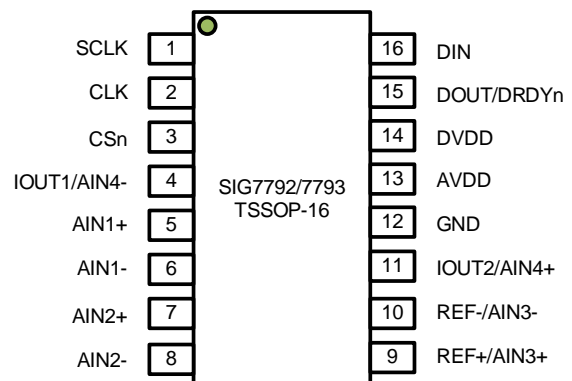 SCLK 1 16 DIN
CLK 2 15 DOUT/DRDYn
CSn 3 14 DVDD
IOUT1/AIN4- 4 13 AVDD
SIG7792/7793
TSSOP-16
AIN1+ 5 12 GND
AIN1- 6 11 IOUT2/AIN4+
AIN2+ 7 10 REF-/AIN3-
AIN2- 8 9 REF+/AIN3+